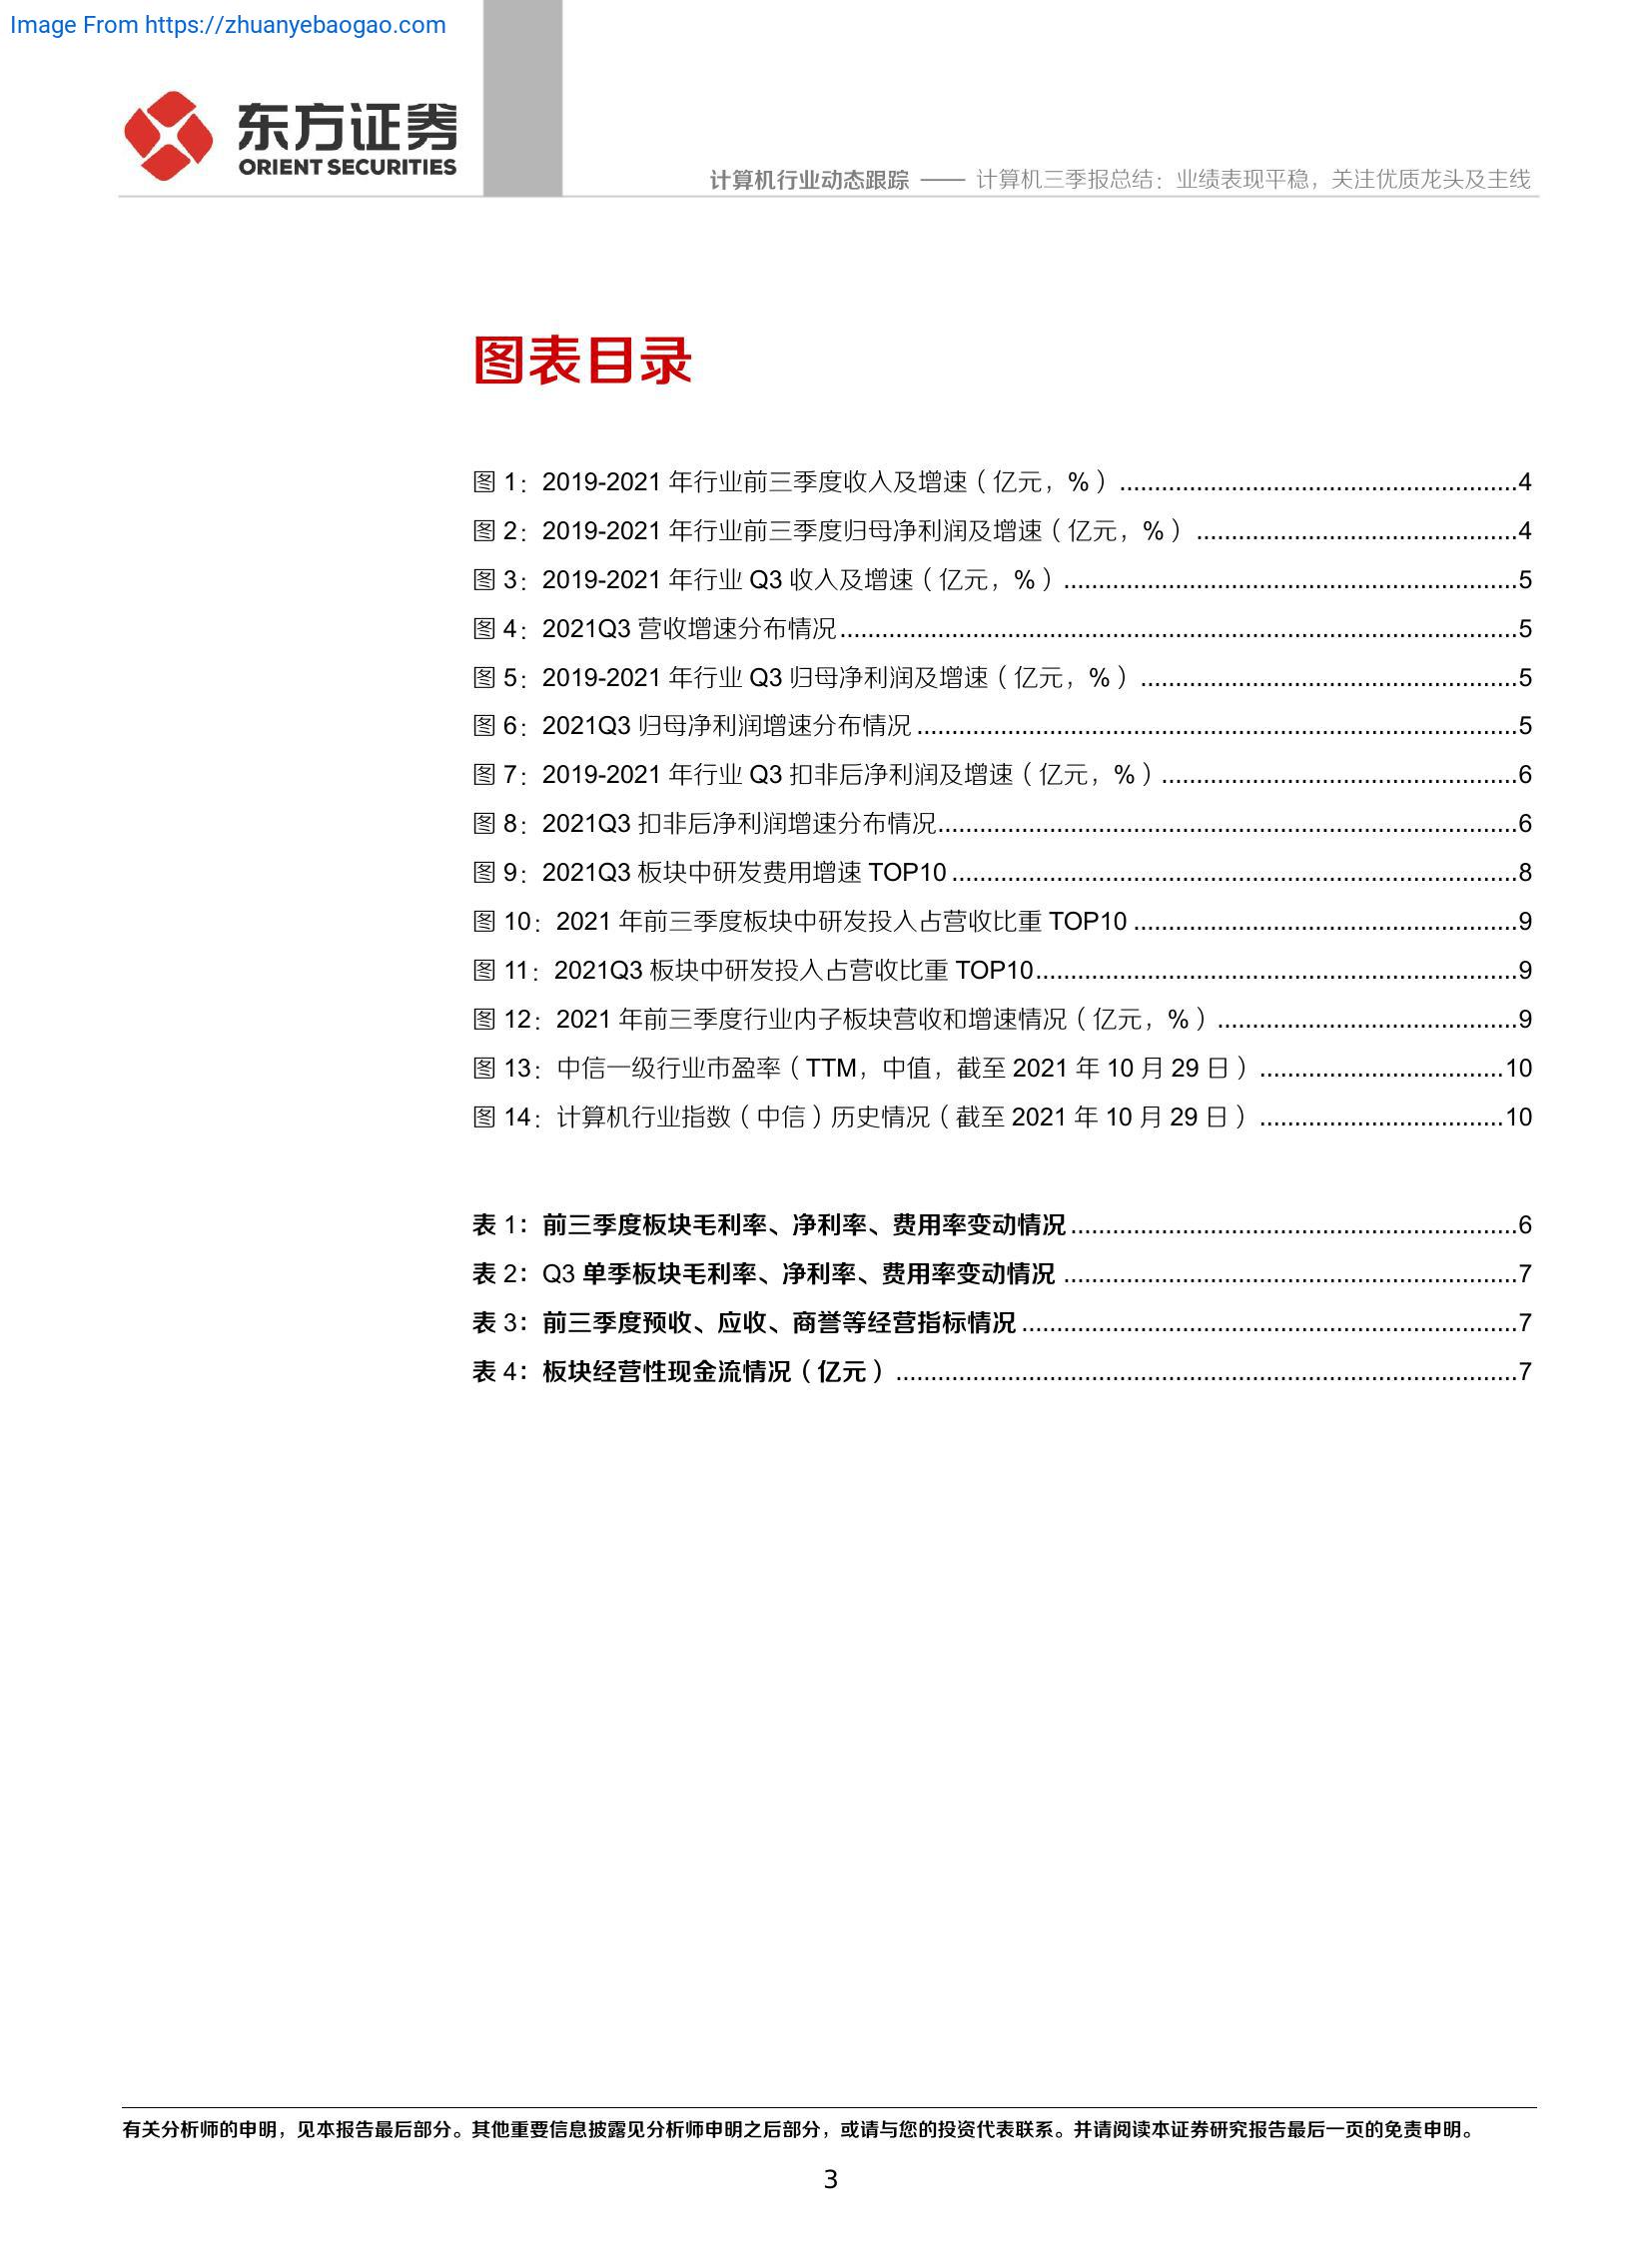 Image From https://zhuanyebaogao.com
东方证券
ORIENT SECURITIES
计算机行业动态跟踪 —— 计算机三季报总结：业绩表现平稳，关注优质龙头及主线
图表目录
图 1：2019-2021 年行业前三季度收入及增速（亿元，%）.........................................................4
图 2：2019-2021 年行业前三季度归母净利润及增速（亿元，%）..............................................4
图 3：2019-2021 年行业 Q3 收入及增速（亿元，%）.................................................................5
图 4：2021Q3 营收增速分布情况.................................................................................................5
图 5：2019-2021 年行业 Q3 归母净利润及增速（亿元，%）......................................................5
图 6：2021Q3 归母净利润增速分布情况......................................................................................5
图 7：2019-2021 年行业 Q3 扣非后净利润及增速（亿元，%）...................................................6
图 8：2021Q3 扣非后净利润增速分布情况...................................................................................6
图 9：2021Q3 板块中研发费用增速 TOP10.................................................................................8
图 10：2021 年前三季度板块中研发投入占营收比重 TOP10.......................................................9
图 11：2021Q3 板块中研发投入占营收比重 TOP10.....................................................................9
图 12：2021 年前三季度行业内子板块营收和增速情况（亿元，%）...........................................9
图 13：中信一级行业市盈率（TTM，中值，截至 2021 年 10 月 29 日）...................................10
图 14：计算机行业指数（中信）历史情况（截至 2021 年 10 月 29 日）...................................10
表 1：前三季度板块毛利率、净利率、费用率变动情况................................................................6
表 2：Q3 单季板块毛利率、净利率、费用率变动情况.................................................................7
表 3：前三季度预收、应收、商誉等经营指标情况.......................................................................7
表 4：板块经营性现金流情况（亿元）.........................................................................................7
有关分析师的申明，见本报告最后部分。其他重要信息披露见分析师申明之后部分，或请与您的投资代表联系。并请阅读本证券研究报告最后一页的免责申明。
3